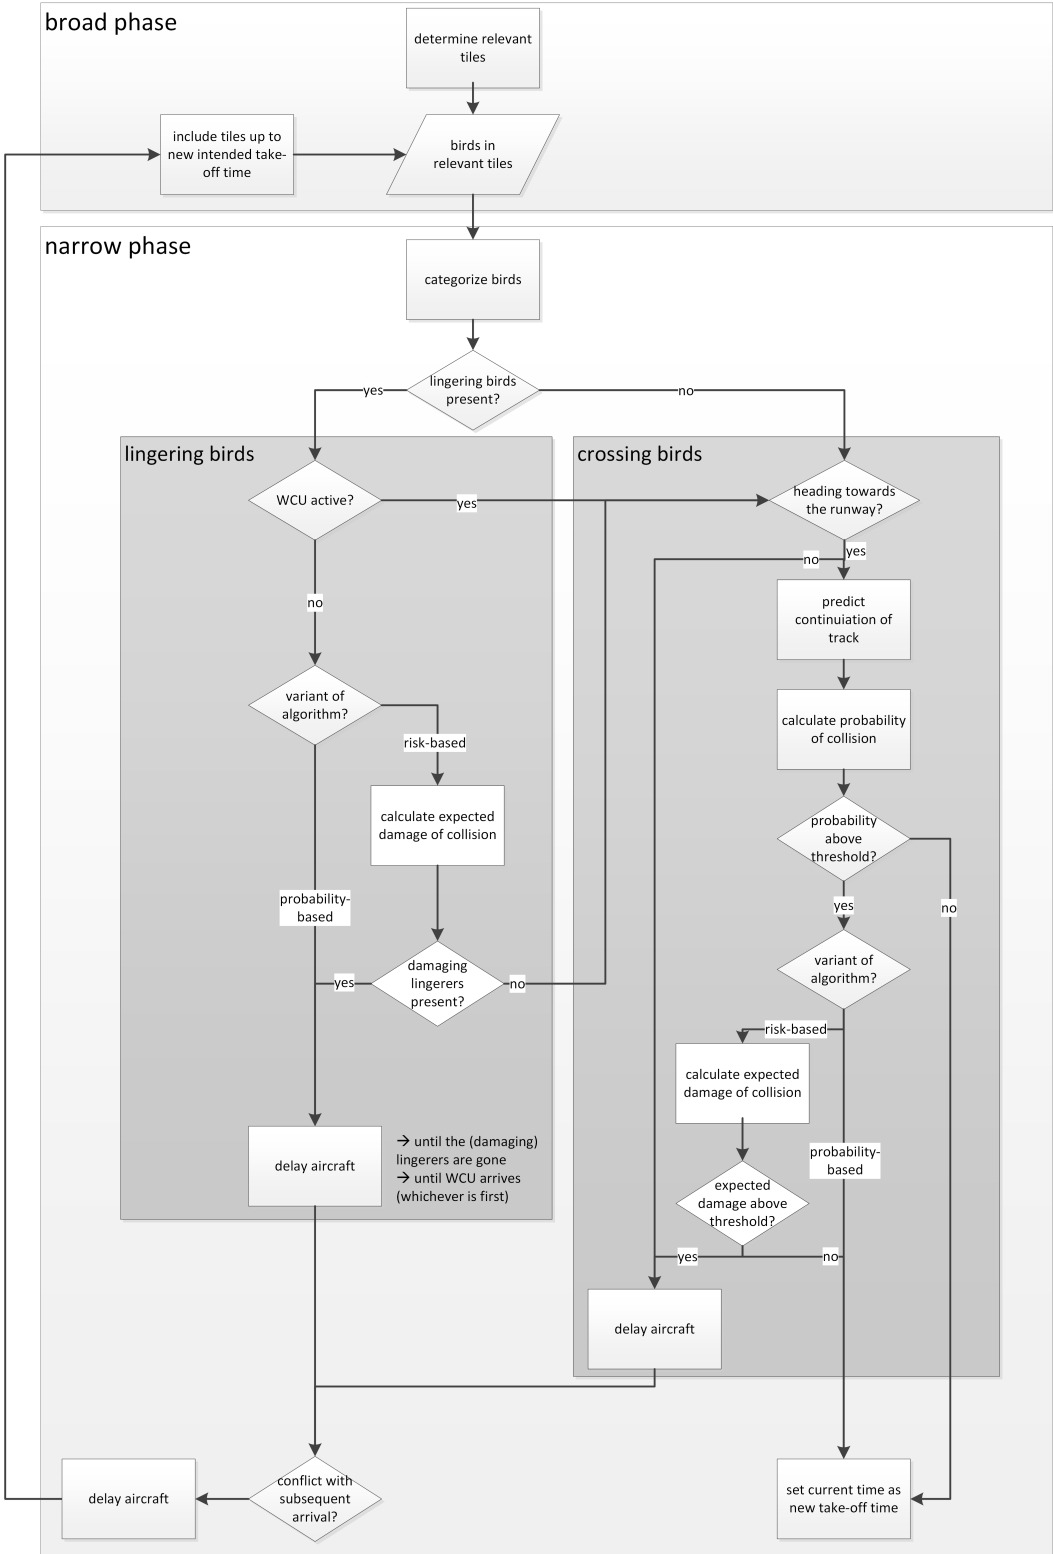 broad phase
determine relevant
tiles
include tiles up to
new intended take-
off time
birds in
relevant tiles
narrow phase
categorize birds
lingering birds
present?
yes
no
lingering birds
WCU active?
yes
no
variant of
algorithm?
risk-based
calculate expected
damage of collision
probability-
based
damaging
lingerers
present?
yes
no
delay aircraft
→ until the (damaging)
lingerers are gone
→ until WCU arrives
(whichever is first)
crossing birds
heading towards
the runway?
yes
no
predict
continuiation of
track
calculate probability
of collision
probability
above
threshold?
yes
no
variant of
algorithm?
risk-based
calculate expected
damage of collision
probability-
based
expected
damage above
threshold?
yes
no
delay aircraft
delay aircraft
conflict with
subsequent
arrival?
set current time as
new take-off time